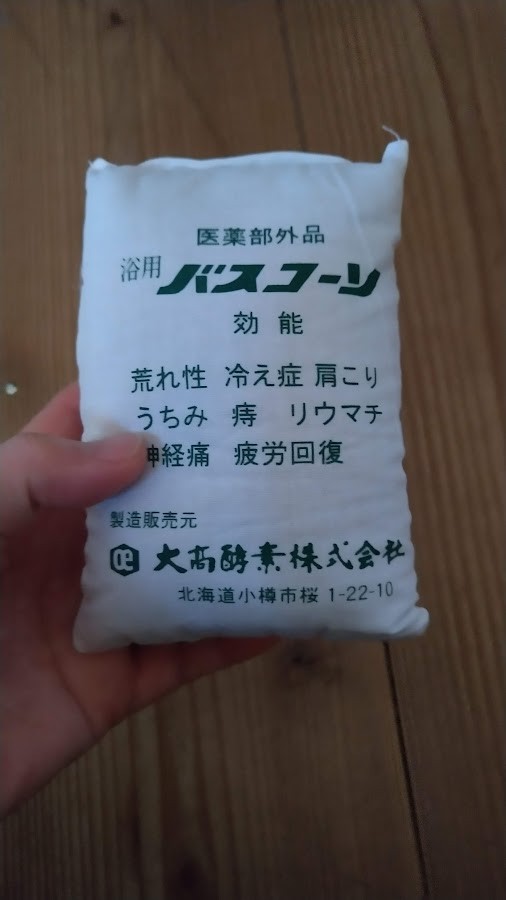 医薬部外品
浴用 バスコーソ
効能
荒れ性 冷え症 肩こり
うちみ 痔 リウマチ
神経痛 疲労回復
製造販売元
大高酵素株式会社
北海道小樽市桜1-22-10